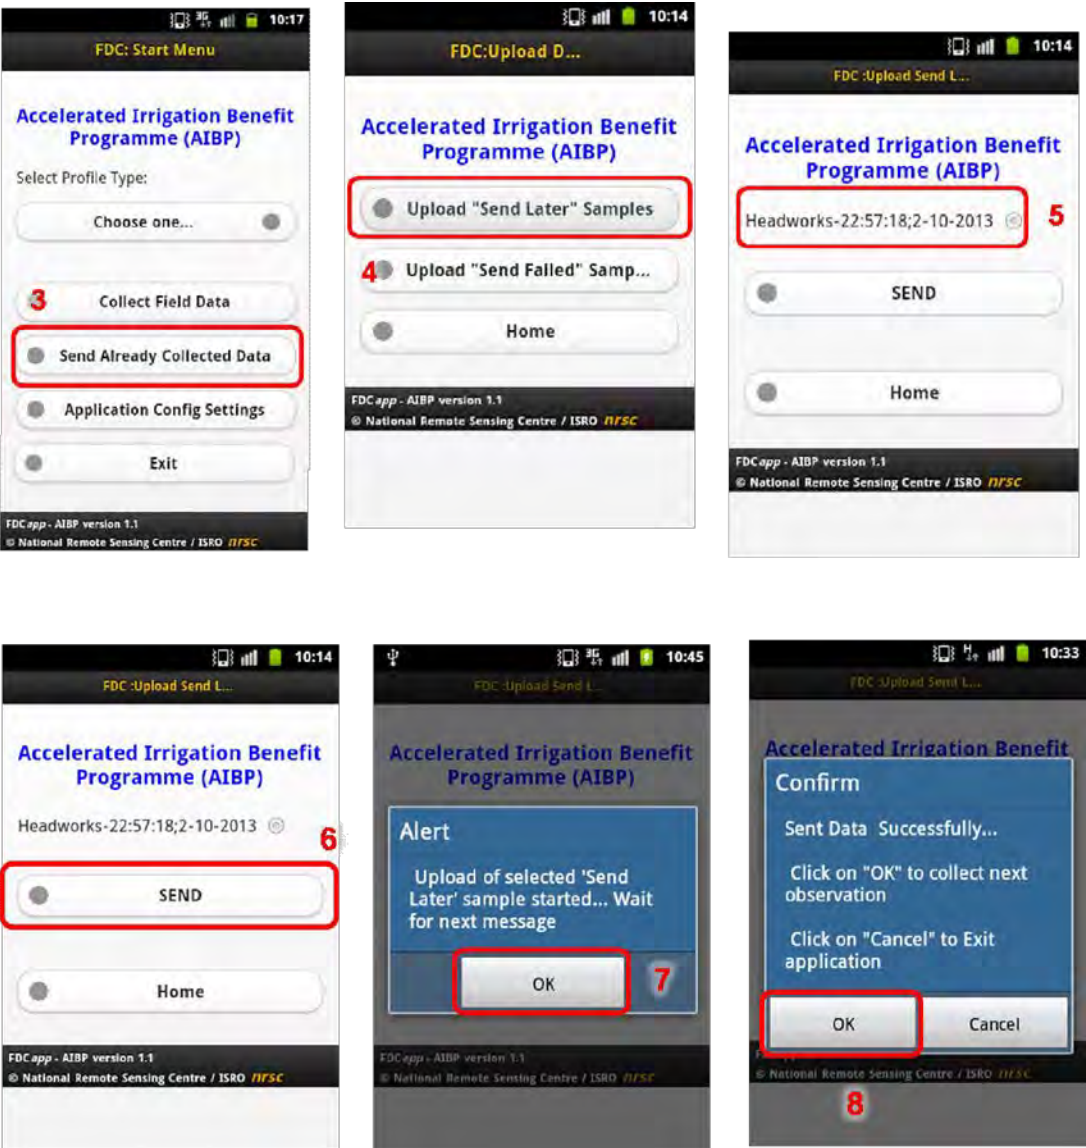 10:17
FDC: Start Menu
Accelerated Irrigation Benefit
Programme (AIBP)
Select Profile Type:
Choose one...
3
Collect Field Data
Send Already Collected Data
Application Config Settings
Exit
FDCapp - AIBP version 1.1
© National Remote Sensing Centre / ISRO nrsc
10:14
FDC:Upload D...
Accelerated Irrigation Benefit
Programme (AIBP)
Upload "Send Later" Samples
4
Upload "Send Failed" Samp...
Home
FDCapp - AIBP version 1.1
© National Remote Sensing Centre / ISRO nrsc
10:14
FDC :Upload Send L...
Accelerated Irrigation Benefit
Programme (AIBP)
Headworks-22:57:18;2-10-2013
5
SEND
Home
FDCapp - AIBP version 1.1
© National Remote Sensing Centre / ISRO nrsc
10:14
FDC :Upload Send L...
Accelerated Irrigation Benefit
Programme (AIBP)
Headworks-22:57:18;2-10-2013
6
SEND
Home
FDCapp - AIBP version 1.1
© National Remote Sensing Centre / ISRO nrsc
10:45
FDC :Upload Send L...
Accelerated Irrigation Benefit
Programme (AIBP)
Alert
Upload of selected 'Send
Later' sample started... Wait
for next message
OK
7
FDCapp - AIBP version 1.1
© National Remote Sensing Centre / ISRO nrsc
10:33
FDC :Upload Send L...
Accelerated Irrigation Benefit
Confirm
Sent Data Successfully...
Click on "OK" to collect next
observation
Click on "Cancel" to Exit
application
OK
Cancel
© National Remote Sensing Centre / ISRO nrsc
8